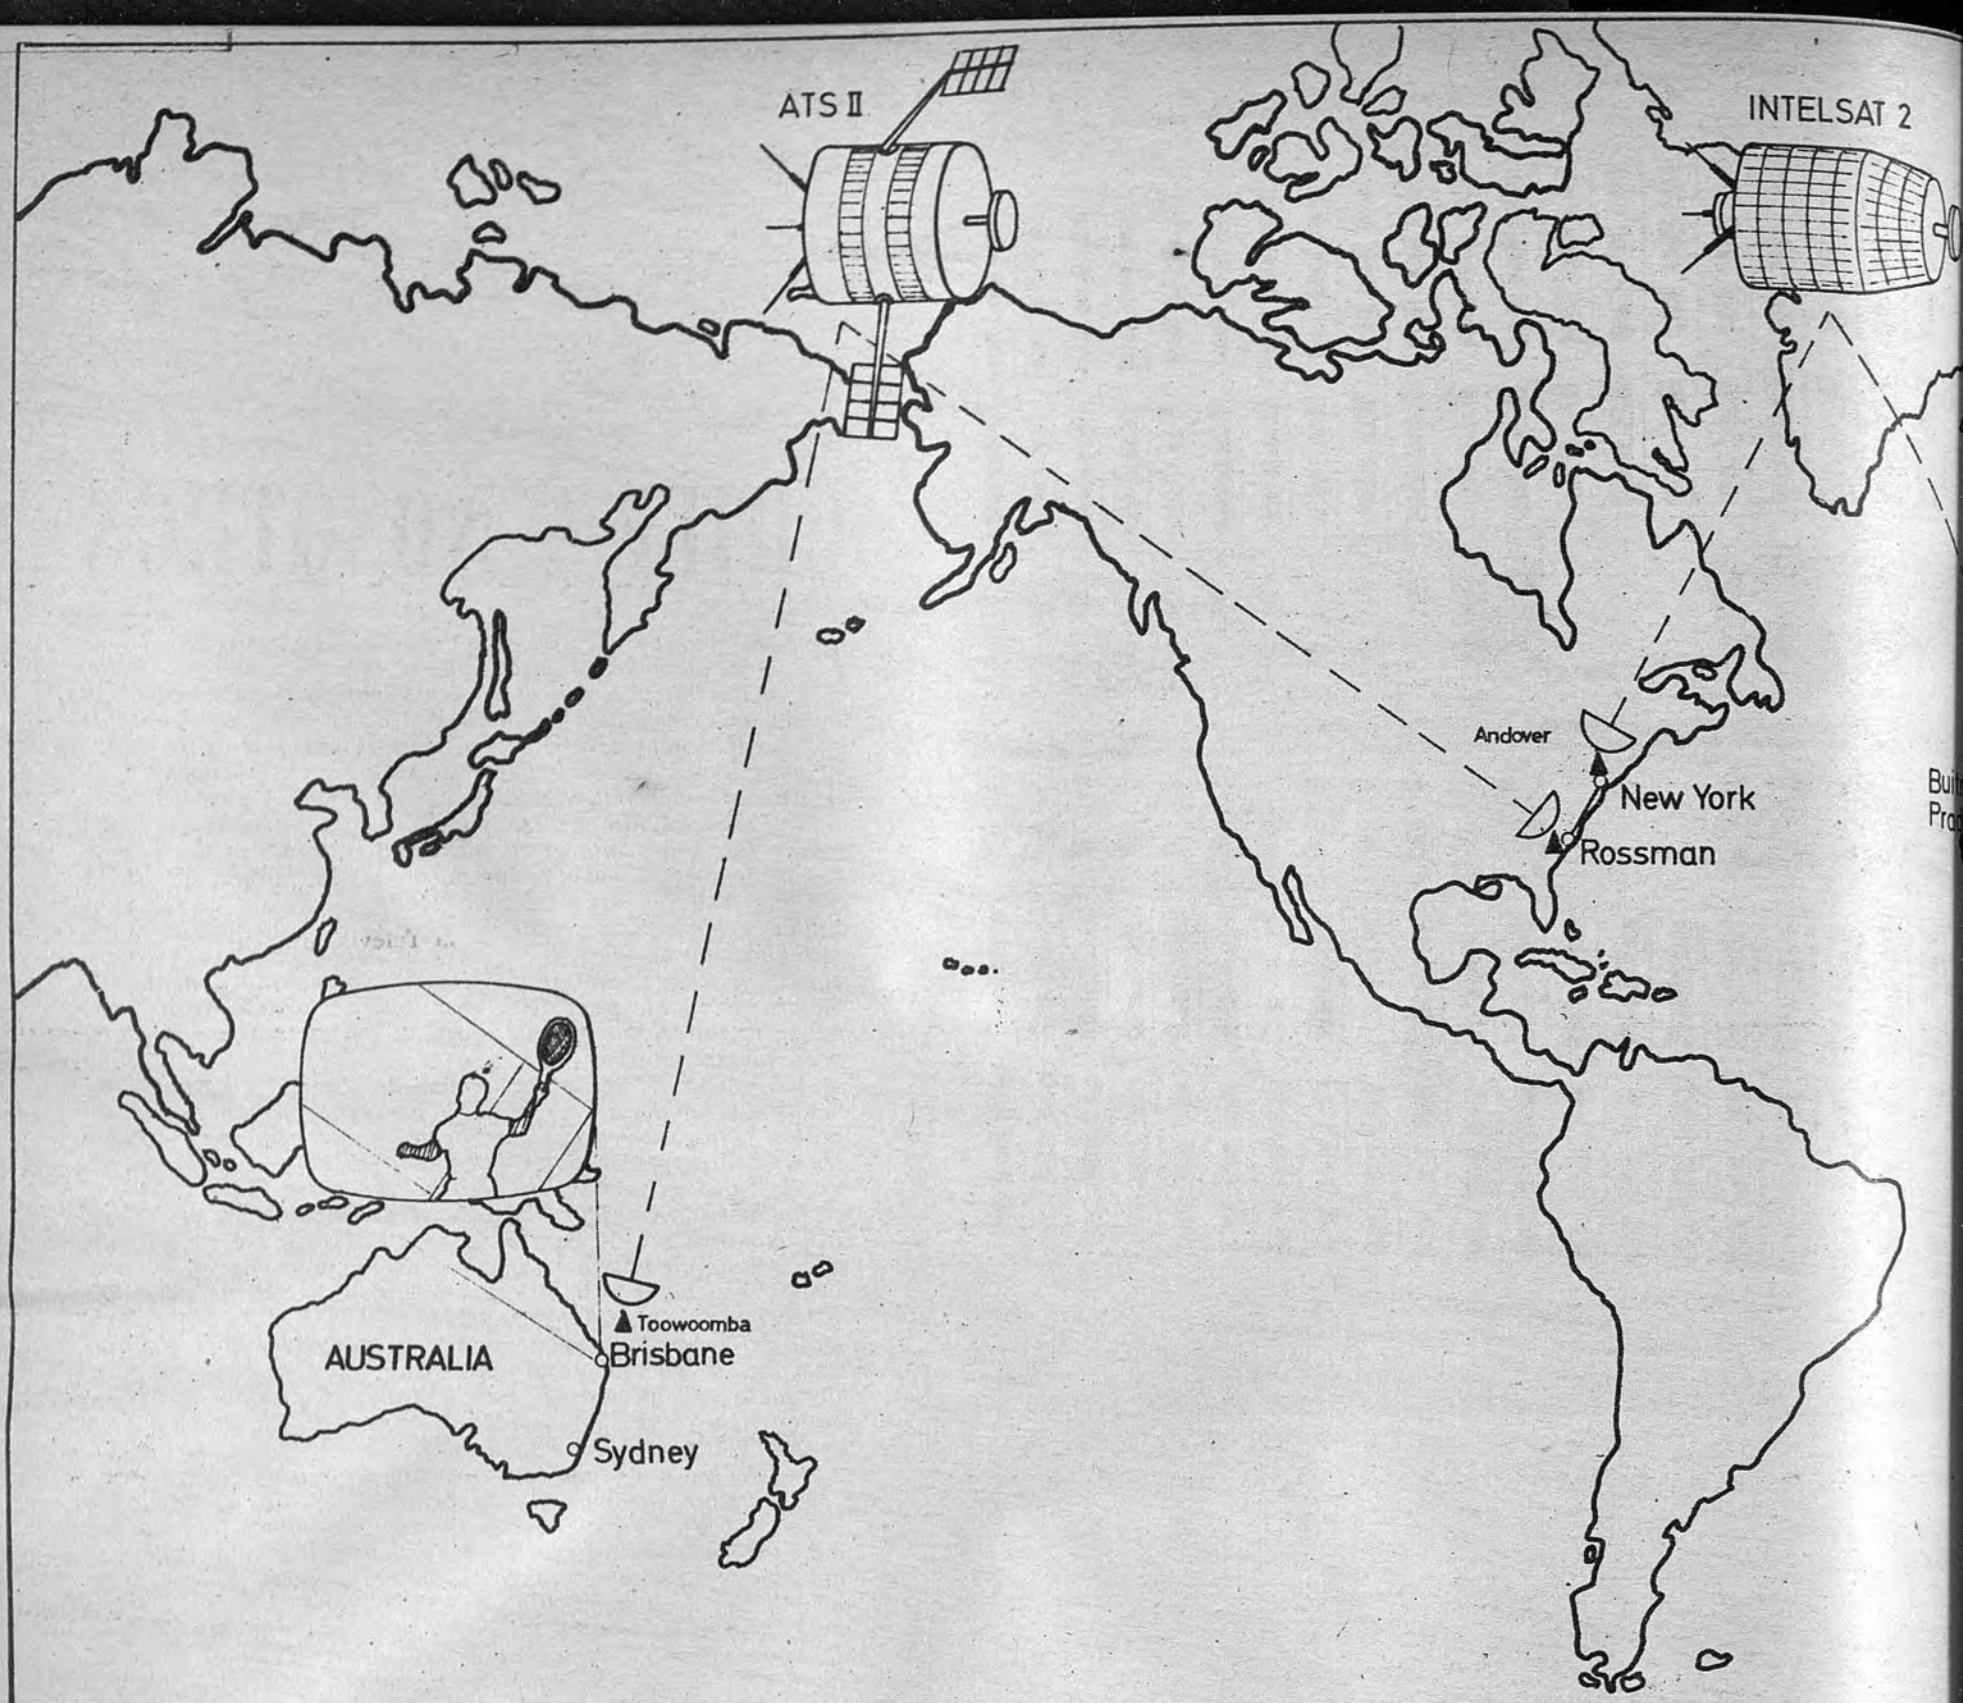 ATS II
INTELSAT 2
Andover
New York
Rossman
Toowoomba
AUSTRALIA
Brisbane
Sydney